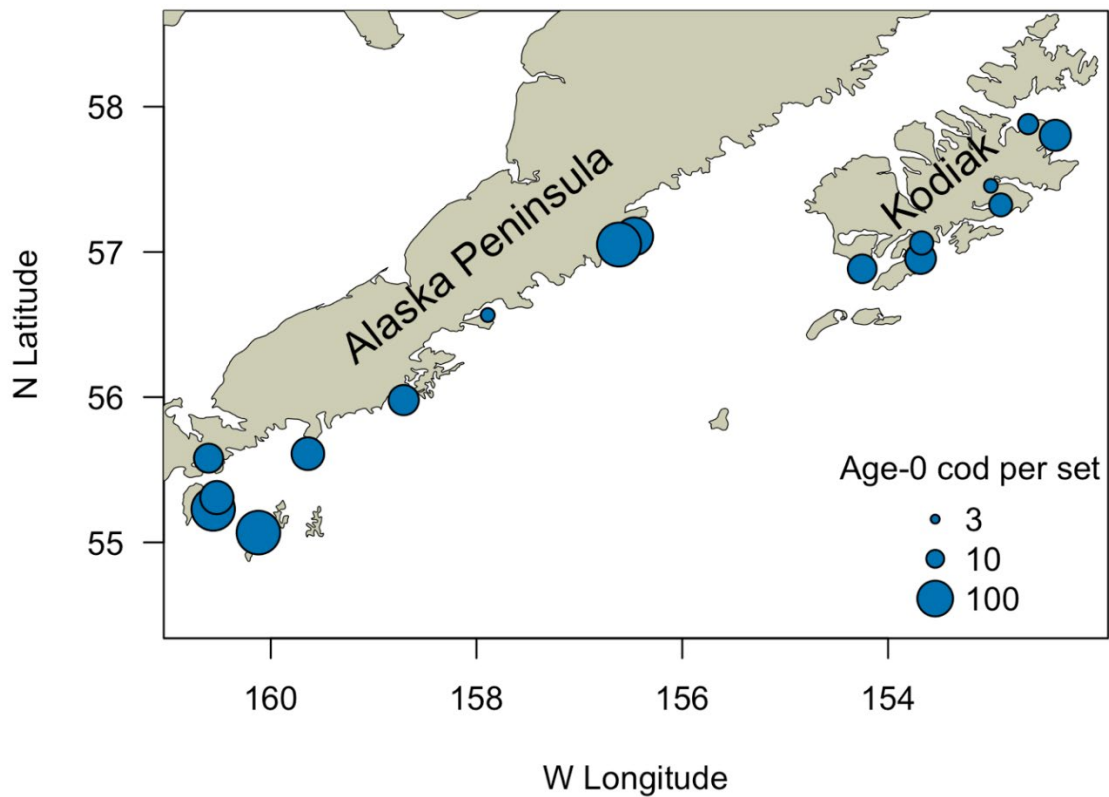 58
57
56
55
N Latitude
Alaska Peninsula
Kodiak
Age-0 cod per set
3
10
100
160
158
156
154
W Longitude